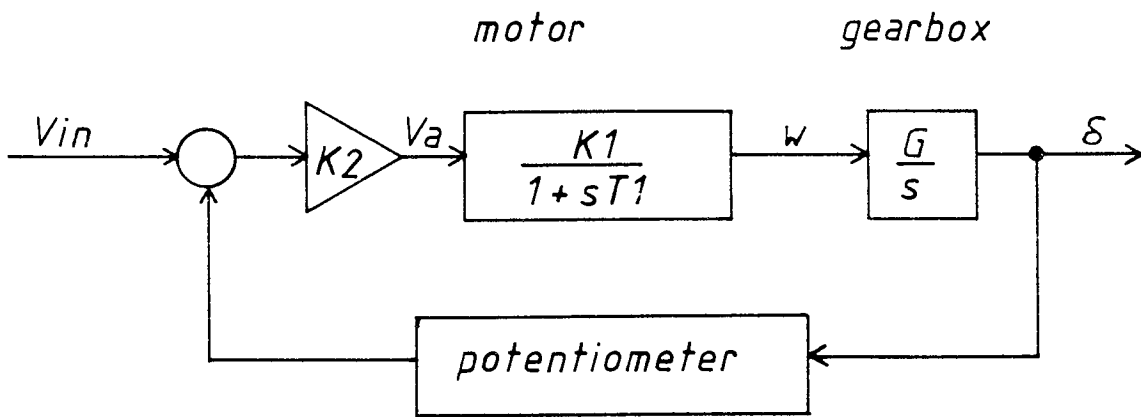 motor gearbox
Vin K2 Va K1 w G δ
1+sT1 s
potentiometer